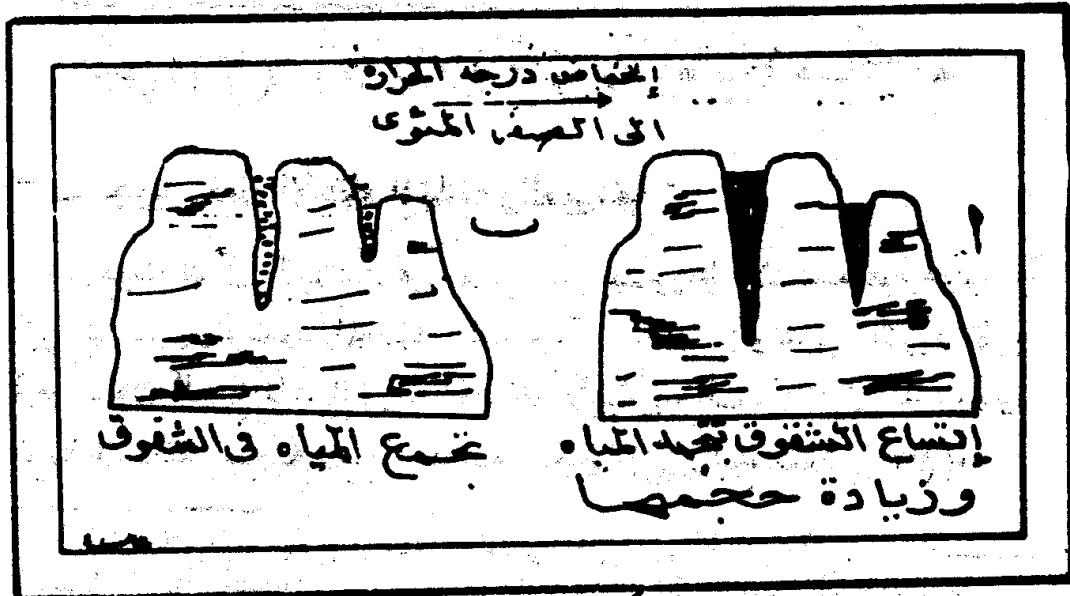 إنخفاض درجة الحرارة
الى الصفر المئوى
أ
ب
إتساع الشقوق بتجمد المياه
وزيادة حجمها
تجمع المياه فى الشقوق